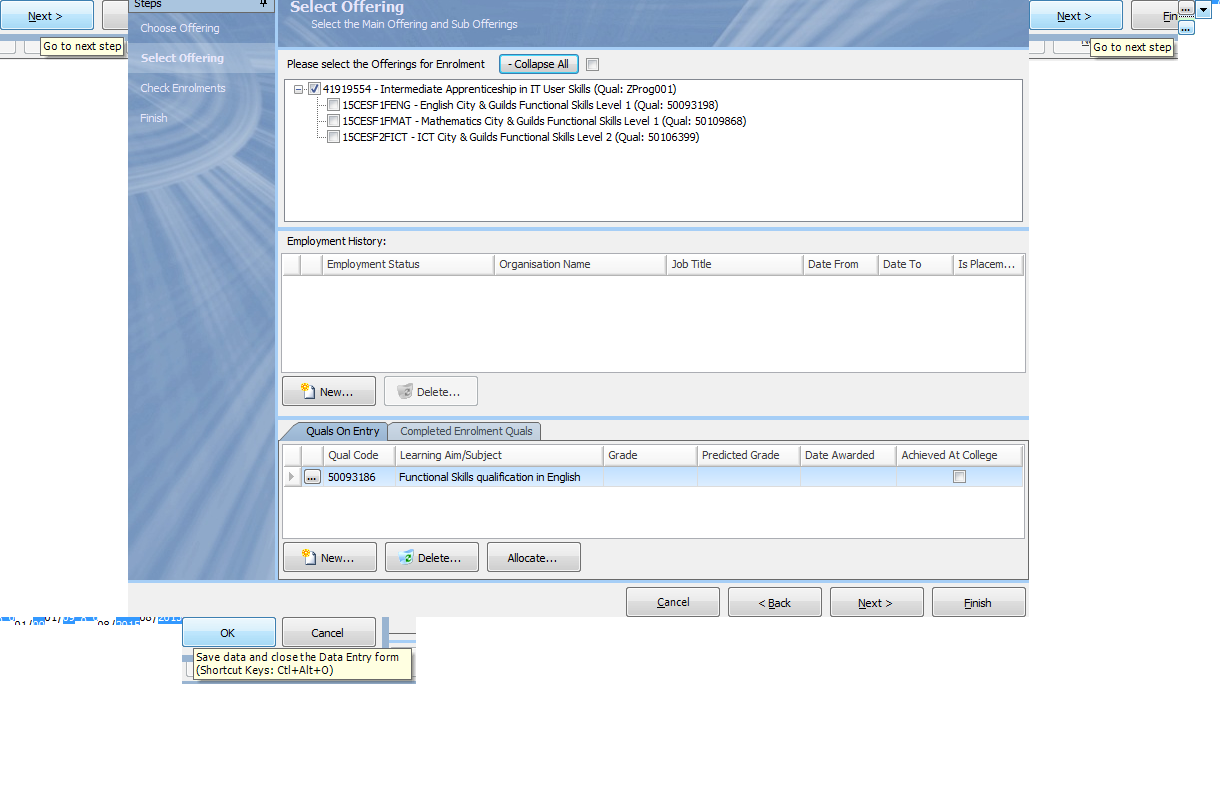 Next >
Go to next step
Steps
Choose Offering
Select Offering
Check Enrolments
Finish
Select Offering
Select the Main Offering and Sub Offerings
Next >
Fin
...
...
Go to next step
Please select the Offerings for Enrolment
- Collapse All
41919554 - Intermediate Apprenticeship in IT User Skills (Qual: ZProg001)
15CESF1FENG - English City & Guilds Functional Skills Level 1 (Qual: 50093198)
15CESF1FMAT - Mathematics City & Guilds Functional Skills Level 1 (Qual: 50109868)
15CESF2FICT - ICT City & Guilds Functional Skills Level 2 (Qual: 50106399)
Employment History:
Employment Status Organisation Name Job Title Date From Date To Is Placem...
New... Delete...
Quals On Entry Completed Enrolment Quals
Qual Code Learning Aim/Subject Grade Predicted Grade Date Awarded Achieved At College
... 50093186 Functional Skills qualification in English
New... Delete... Allocate...
Cancel < Back Next > Finish
OK Cancel
Save data and close the Data Entry form
(Shortcut Keys: Ctl+Alt+O)